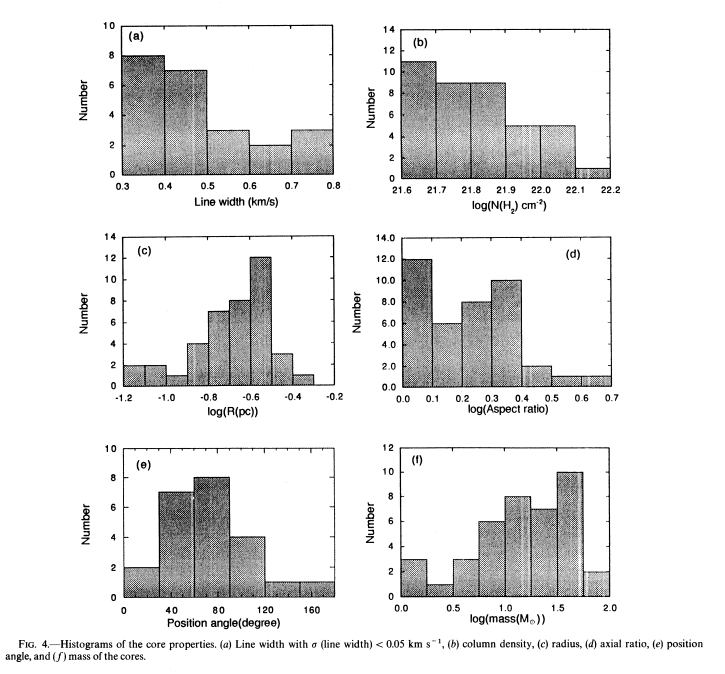 (a)
10
8
6
4
2
0
Number
0.3 0.4 0.5 0.6 0.7 0.8
Line width (km/s)
(b)
14
12
10
8
6
4
2
0
Number
21.6 21.7 21.8 21.9 22.0 22.1 22.2
log(N(H₂) cm⁻²)
(c)
14
12
10
8
6
4
2
0
Number
-1.2 -1.0 -0.8 -0.6 -0.4 -0.2
log(R(pc))
(d)
14.0
12.0
10.0
8.0
6.0
4.0
2.0
0.0
Number
0.0 0.1 0.2 0.3 0.4 0.5 0.6 0.7
log(Aspect ratio)
(e)
10
8
6
4
2
0
Number
0 40 80 120 160
Position angle(degree)
(f)
12
10
8
6
4
2
0
Number
0.0 0.5 1.0 1.5 2.0
log(mass(M☉))
FIG. 4.—Histograms of the core properties. (a) Line width with σ (line width) < 0.05 km s⁻¹, (b) column density, (c) radius, (d) axial ratio, (e) position
angle, and (f) mass of the cores.